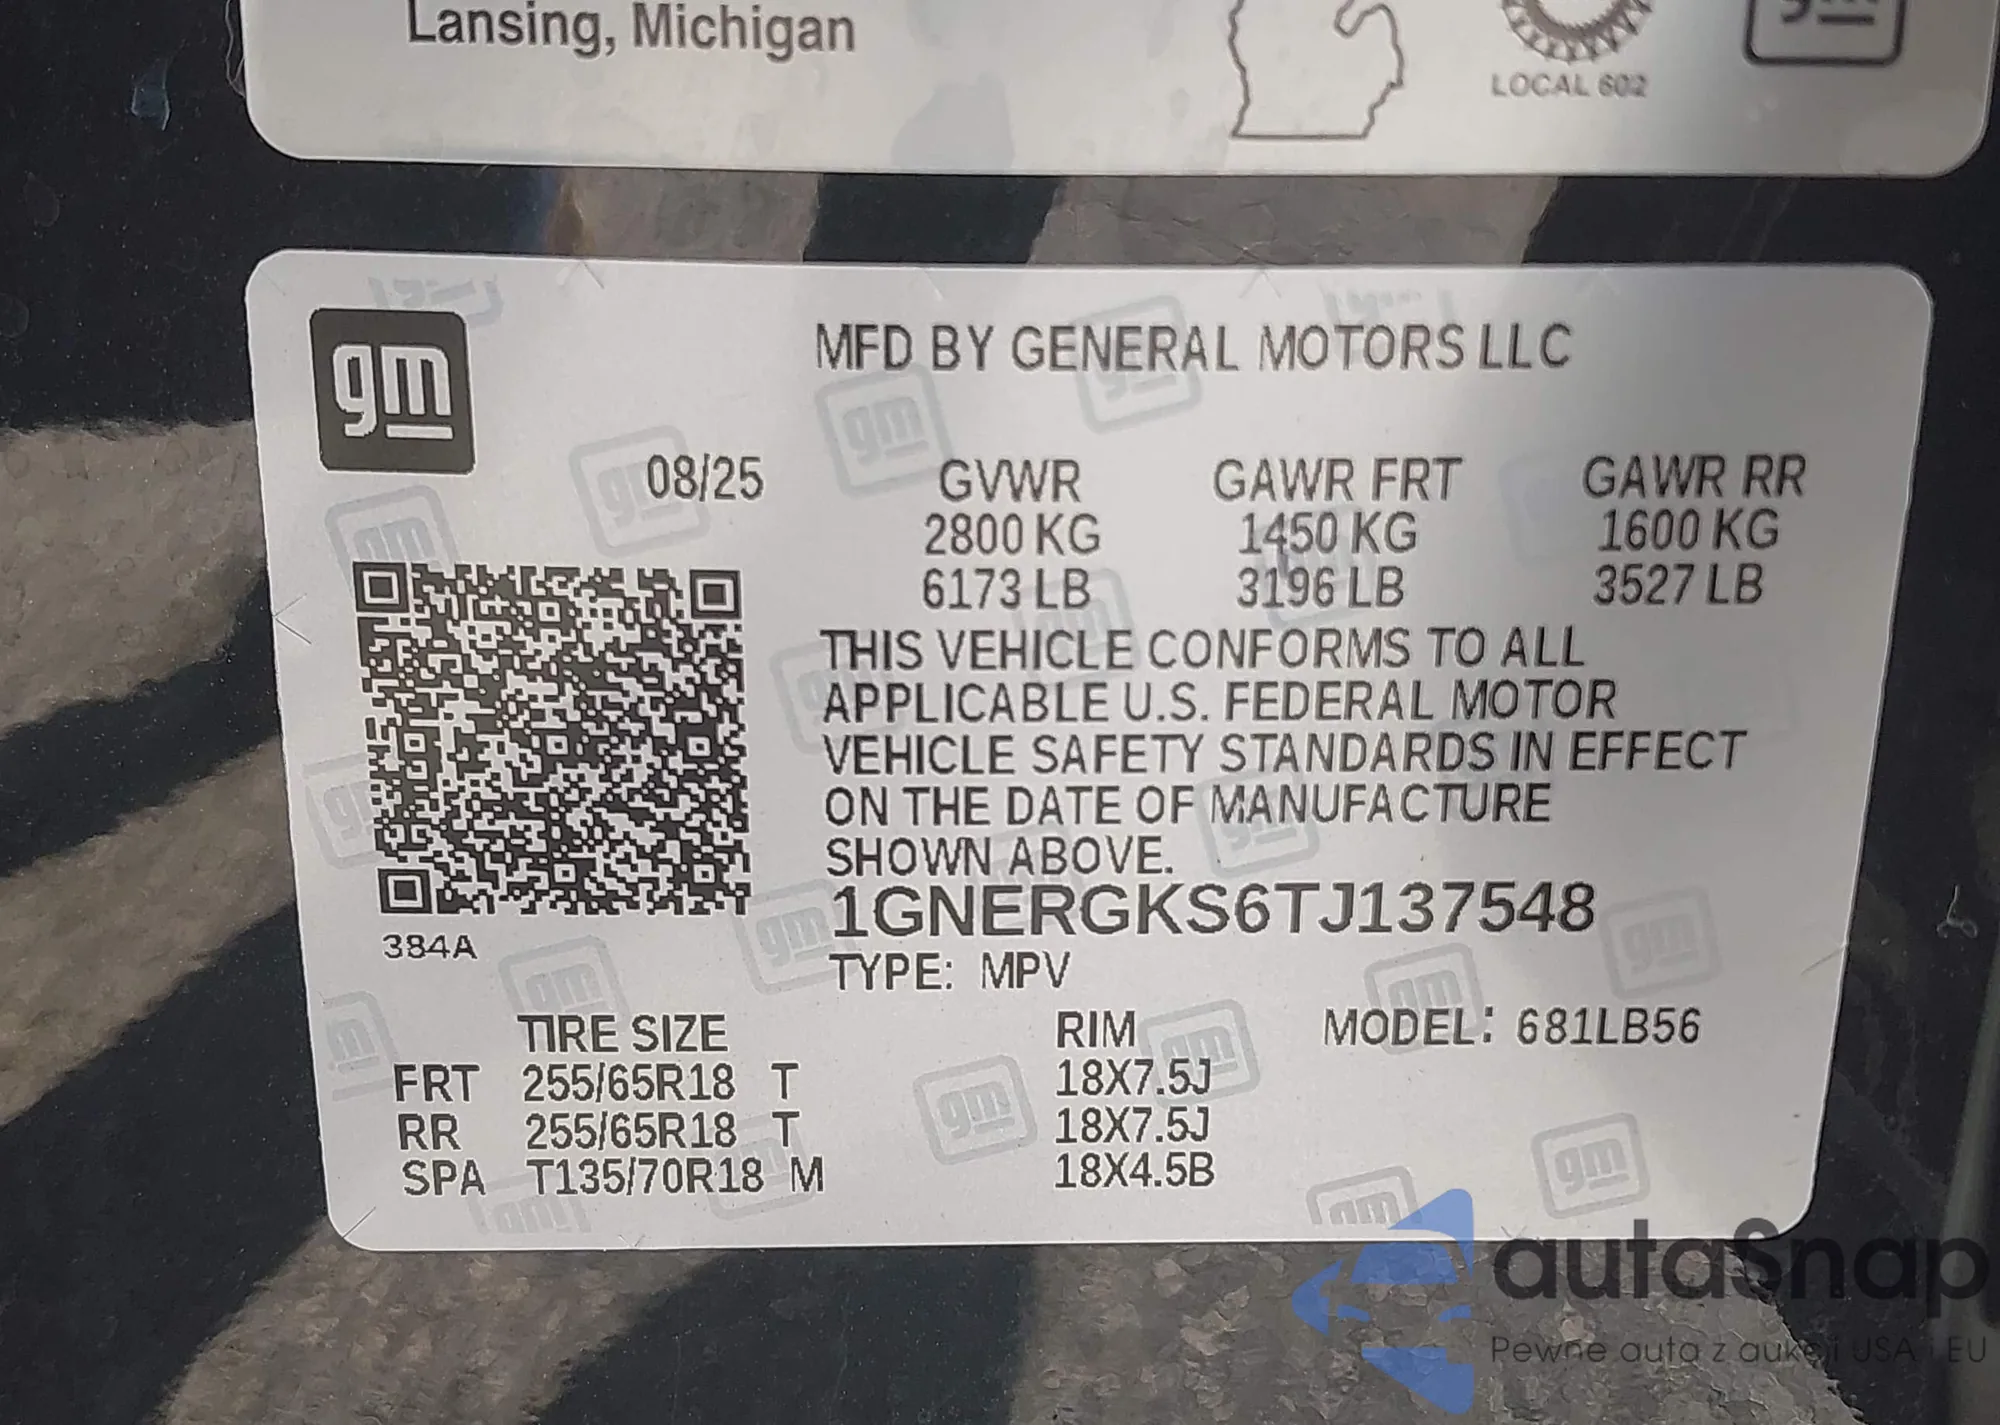 Lansing, Michigan
LOCAL 602
gm
gm
MFD BY GENERAL MOTORS LLC
08/25 GVWR GAWR FRT GAWR RR
2800 KG 1450 KG 1600 KG
6173 LB 3196 LB 3527 LB
THIS VEHICLE CONFORMS TO ALL
APPLICABLE U.S. FEDERAL MOTOR
VEHICLE SAFETY STANDARDS IN EFFECT
ON THE DATE OF MANUFACTURE
SHOWN ABOVE.
1GNERGKS6TJ137548
384A
TYPE: MPV
TIRE SIZE RIM MODEL: 681LB56
FRT 255/65R18 T 18X7.5J
RR 255/65R18 T 18X7.5J
SPA T135/70R18 M 18X4.5B
autaSnap
Pewne auta z aukcji USA i EU